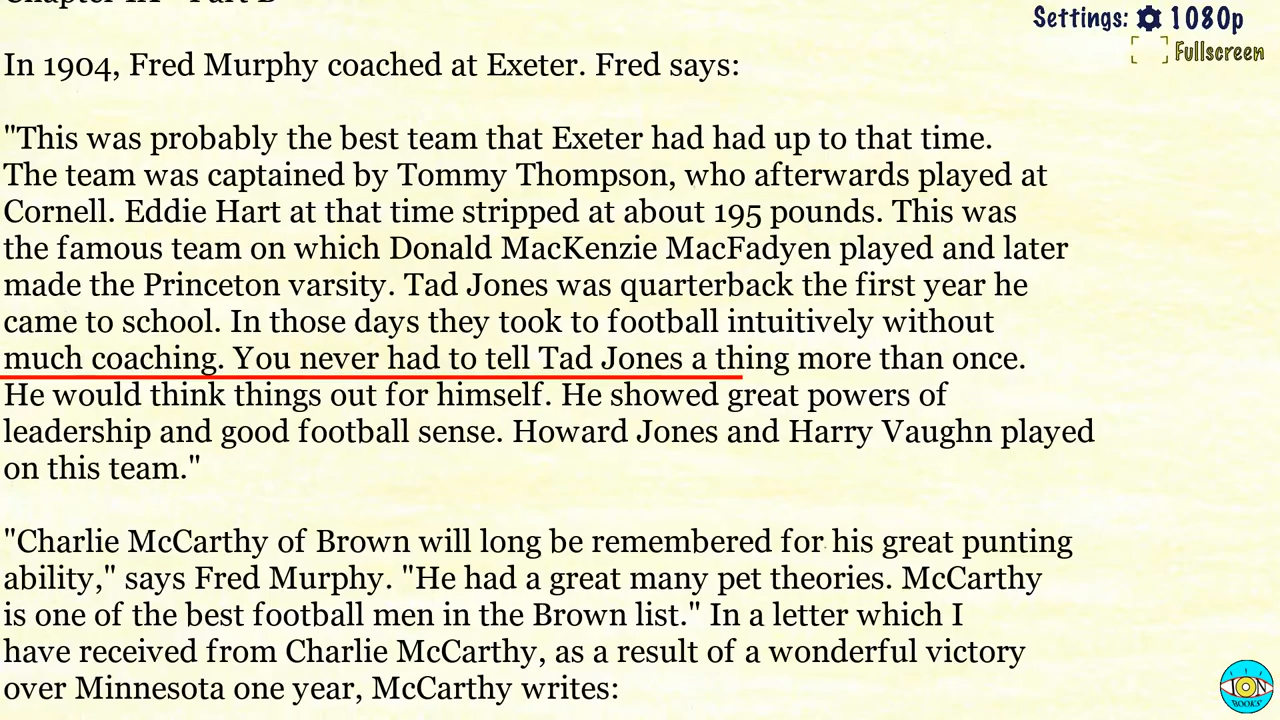 Settings: 1080p
Fullscreen
In 1904, Fred Murphy coached at Exeter. Fred says:
"This was probably the best team that Exeter had had up to that time.
The team was captained by Tommy Thompson, who afterwards played at
Cornell. Eddie Hart at that time stripped at about 195 pounds. This was
the famous team on which Donald MacKenzie MacFadyen played and later
made the Princeton varsity. Tad Jones was quarterback the first year he
came to school. In those days they took to football intuitively without
much coaching. You never had to tell Tad Jones a thing more than once.
He would think things out for himself. He showed great powers of
leadership and good football sense. Howard Jones and Harry Vaughn played
on this team."
"Charlie McCarthy of Brown will long be remembered for his great punting
ability," says Fred Murphy. "He had a great many pet theories. McCarthy
is one of the best football men in the Brown list." In a letter which I
have received from Charlie McCarthy, as a result of a wonderful victory
over Minnesota one year, McCarthy writes:
ION
BOOKS